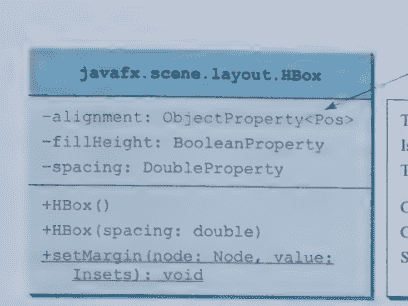 javafx.scene.layout.HBox
-alignment: ObjectProperty<Pos>
-fillHeight: BooleanProperty
-spacing: DoubleProperty
+HBox()
+HBox(spacing: double)
+setMargin(node: Node, value:
Insets): void